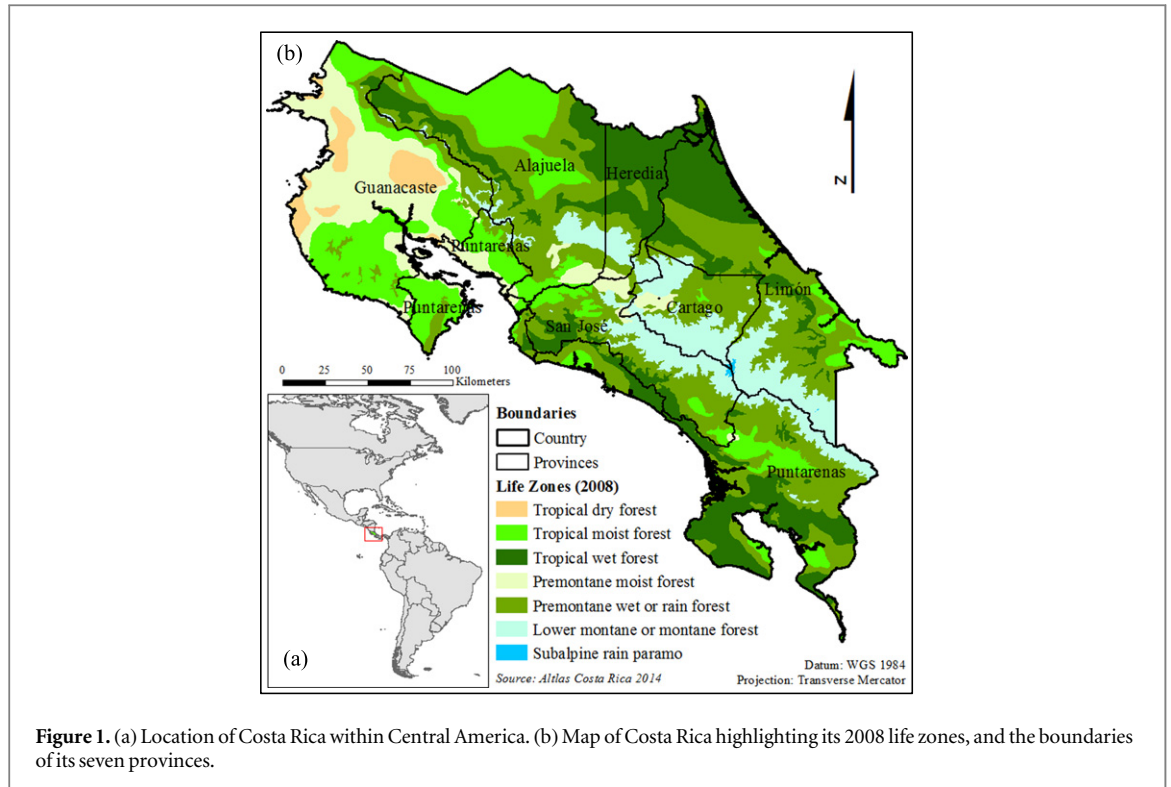 (b)
N
Alajuela
Heredia
Guanacaste
Puntarenas
Limón
Puntarenas
Cartago
San José
0 25 50 75 100
Kilometers
Puntarenas
Boundaries
Country
Provinces
Life Zones (2008)
Tropical dry forest
Tropical moist forest
Tropical wet forest
Premontane moist forest
Premontane wet or rain forest
Lower montane or montane forest
Subalpine rain paramo
(a)
Source: Altlas Costa Rica 2014
Datum: WGS 1984
Projection: Transverse Mercator
Figure 1. (a) Location of Costa Rica within Central America. (b) Map of Costa Rica highlighting its 2008 life zones, and the boundaries
of its seven provinces.